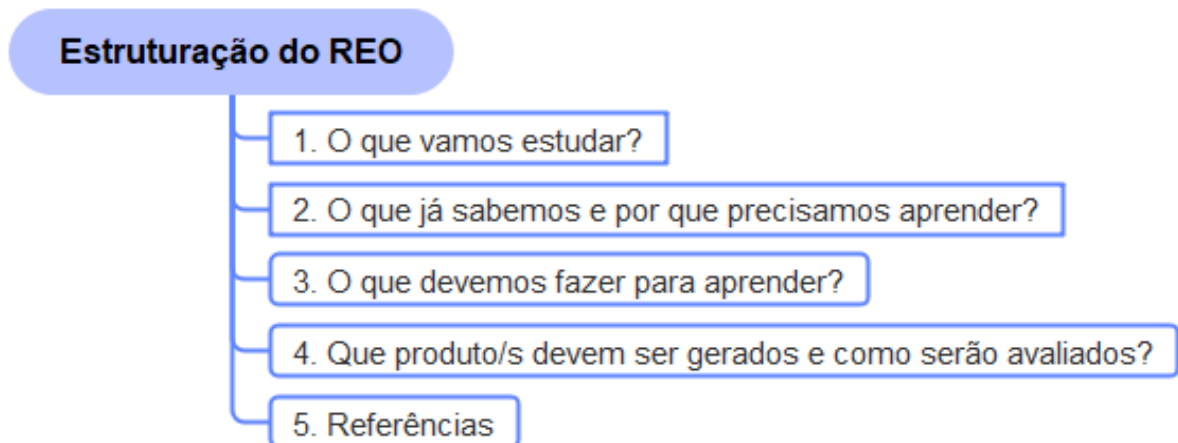 Estruturação do REO
1. O que vamos estudar?
2. O que já sabemos e por que precisamos aprender?
3. O que devemos fazer para aprender?
4. Que produto/s devem ser gerados e como serão avaliados?
5. Referências